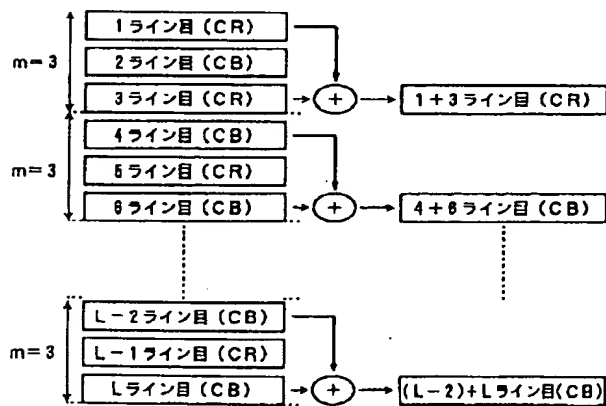 1ライン目(CR)
m=3
2ライン目(CB)
3ライン目(CR)
+
1+3ライン目(CR)
4ライン目(CB)
m=3
5ライン目(CR)
6ライン目(CB)
+
4+6ライン目(CB)
L-2ライン目(CB)
m=3
L-1ライン目(CR)
Lライン目(CB)
+
(L-2)+Lライン目(CB)